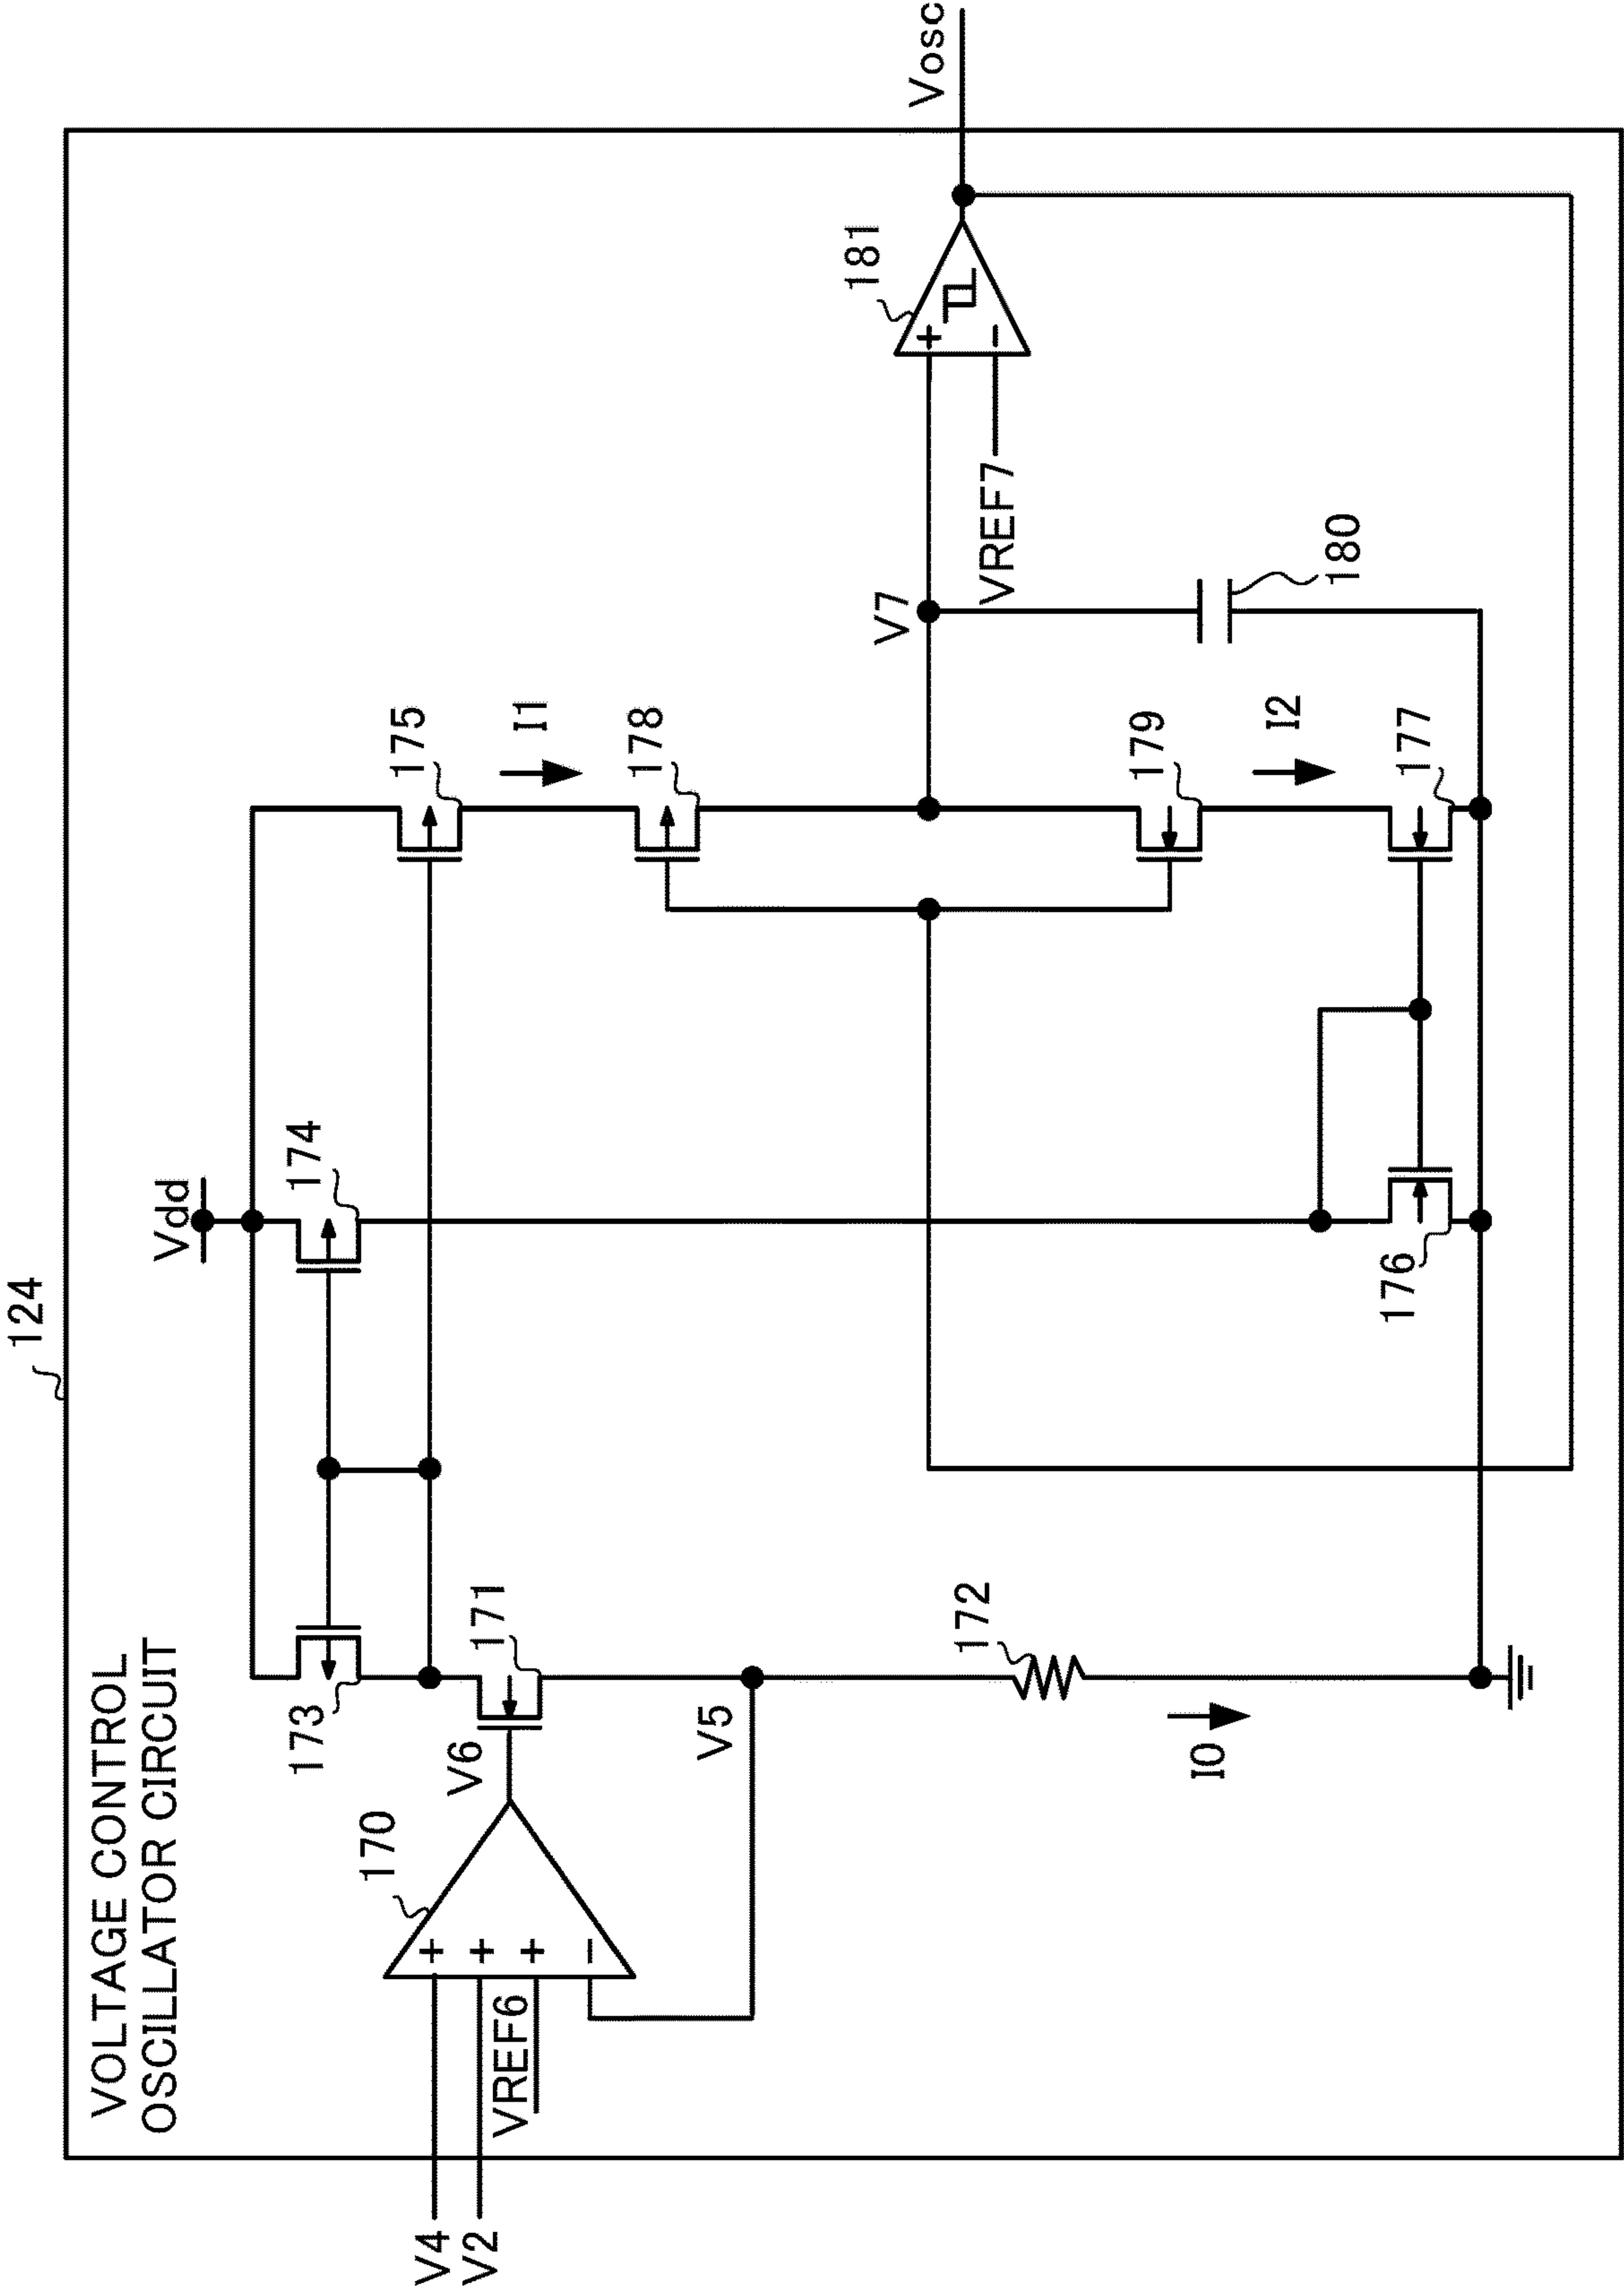 124
VOLTAGE CONTROL
OSCILLATOR CIRCUIT
Vdd
173
174
175
I1
178
V4
V2
VREF6
+
+
+
−
170
V6
171
V5
172
I0
V7
179
I2
177
176
180
VREF7
+
−
181
Vosc